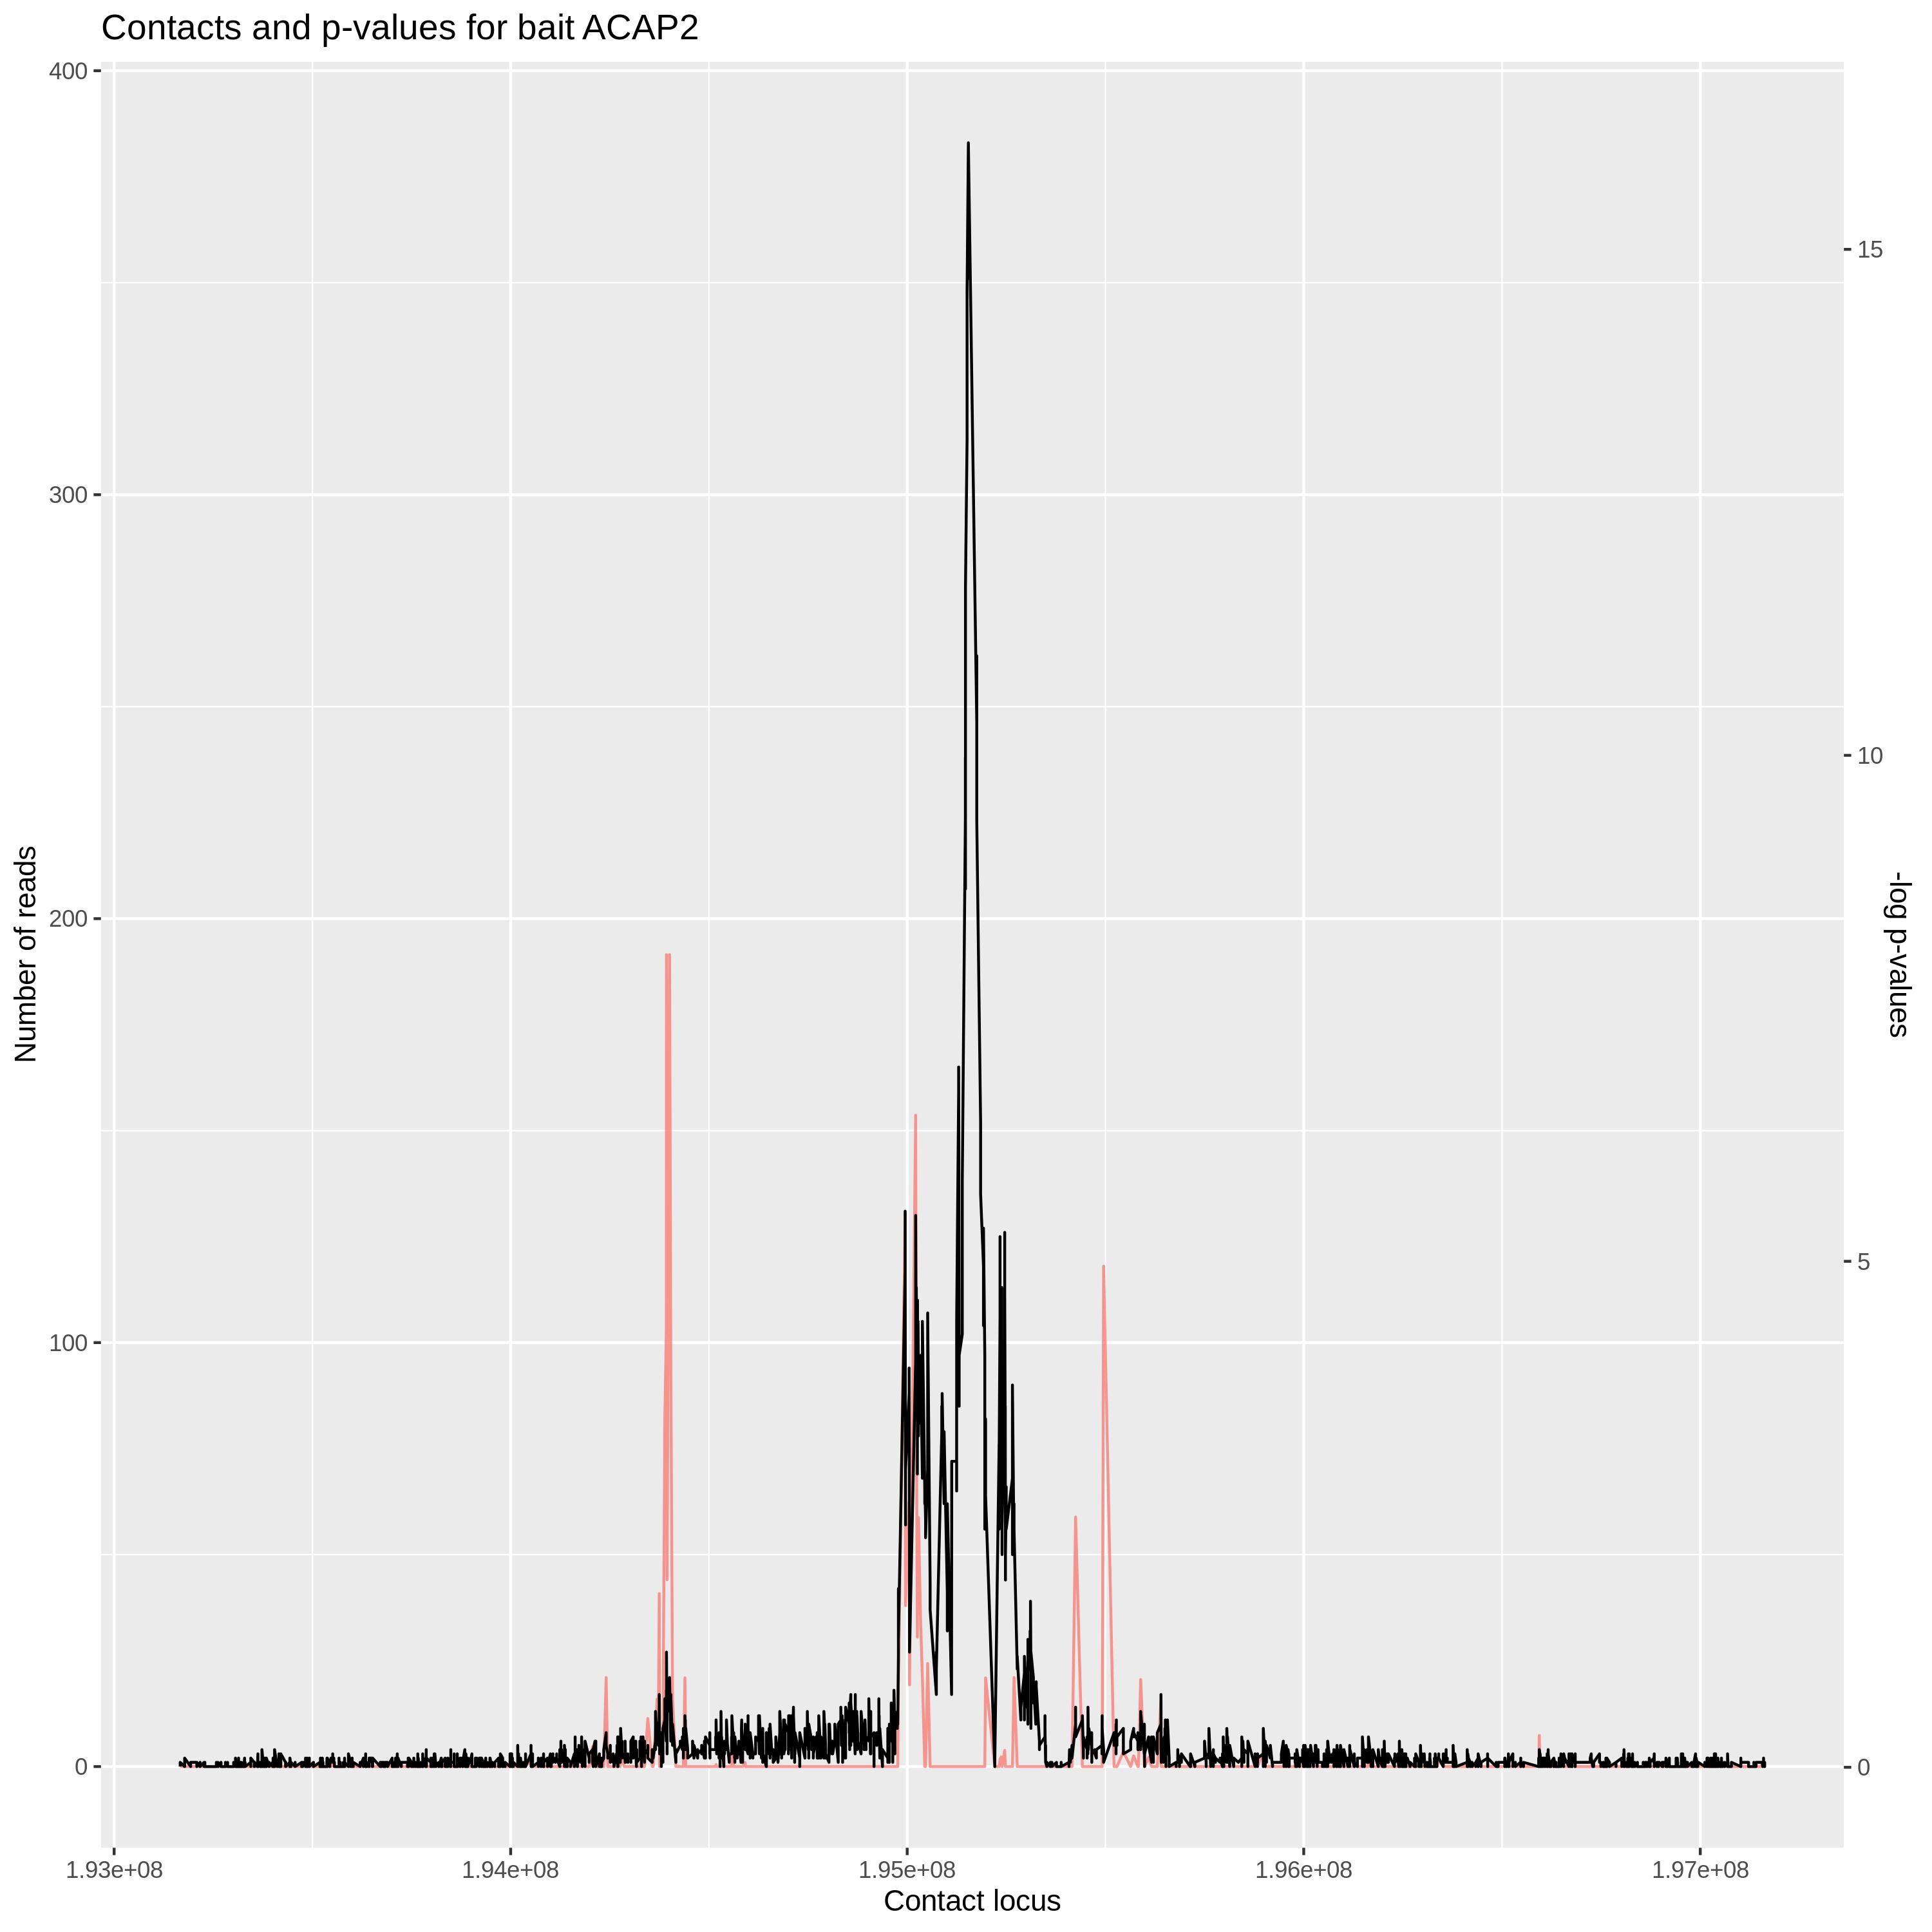 Contacts and p-values for bait ACAP2
400
300
200
100
0
Number of reads
15
10
5
0
-log p-values
1.93e+08
1.94e+08
1.95e+08
1.96e+08
1.97e+08
Contact locus